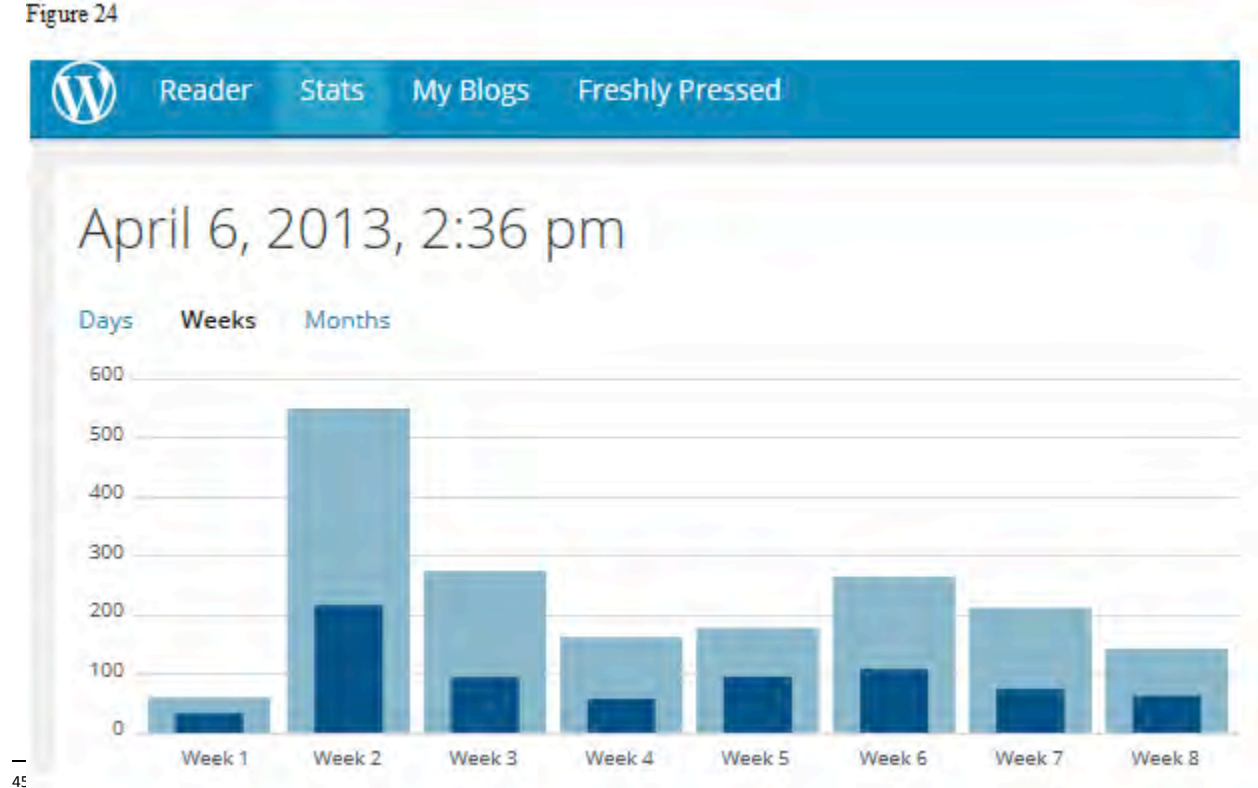 Figure 24
Reader Stats My Blogs Freshly Pressed
April 6, 2013, 2:36 pm
Days Weeks Months
600
500
400
300
200
100
0
Week 1 Week 2 Week 3 Week 4 Week 5 Week 6 Week 7 Week 8